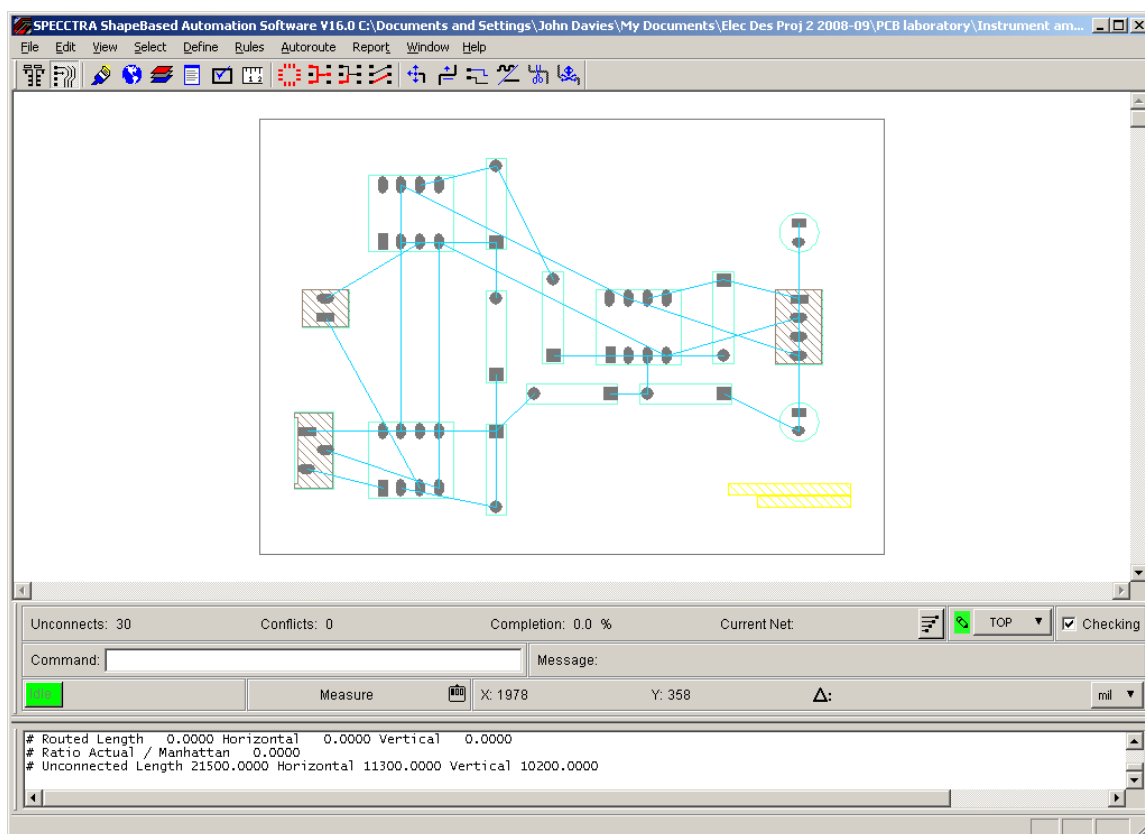 SPECCTRA ShapeBased Automation Software V16.0 C:\Documents and Settings\John Davies\My Documents\Elec Des Proj 2 2008-09\PCB laboratory\Instrument am...
File Edit View Select Define Rules Autoroute Report Window Help
Unconnects: 30 Conflicts: 0 Completion: 0.0 % Current Net: TOP Checking
Command: Message:
Idle Measure X: 1978 Y: 358 Δ: mil
# Routed Length 0.0000 Horizontal 0.0000 Vertical 0.0000
# Ratio Actual / Manhattan 0.0000
# Unconnected Length 21500.0000 Horizontal 11300.0000 Vertical 10200.0000